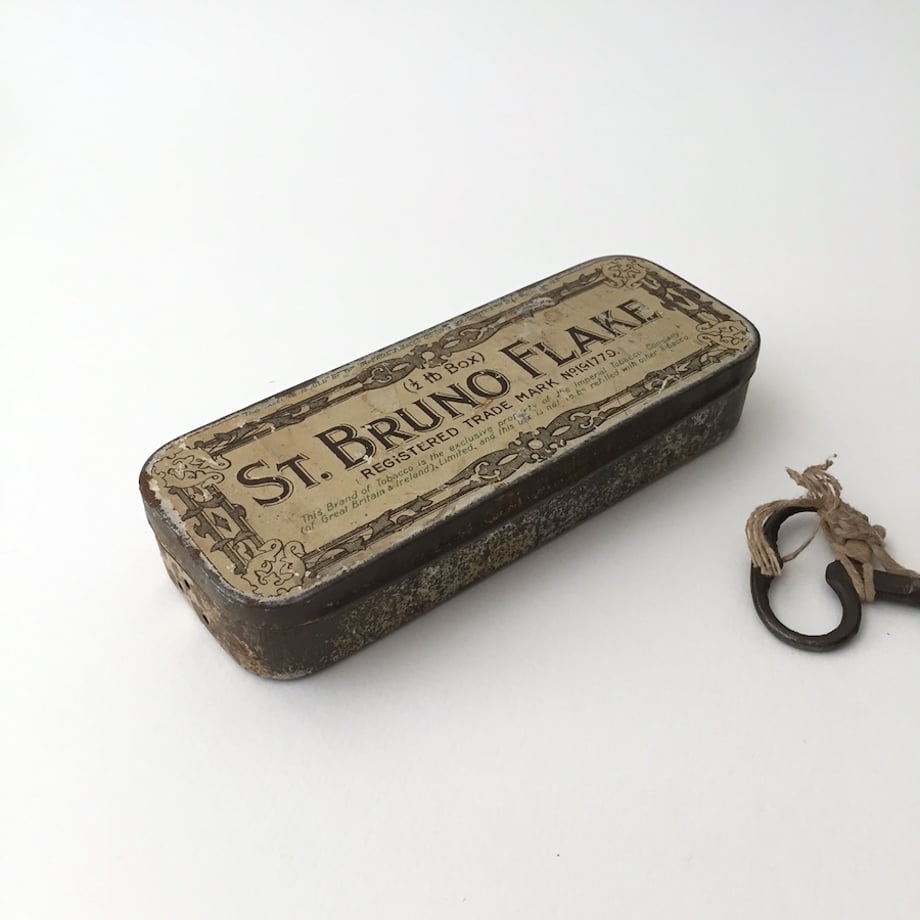 (½ lb Box)
ST. BRUNO FLAKE
REGISTERED TRADE MARK No
This Brand of Tobacco is the exclusive property of the Imperial Tobacco Company
(of Great Britain & Ireland), Limited, and this box is not to be refilled with other tobacco